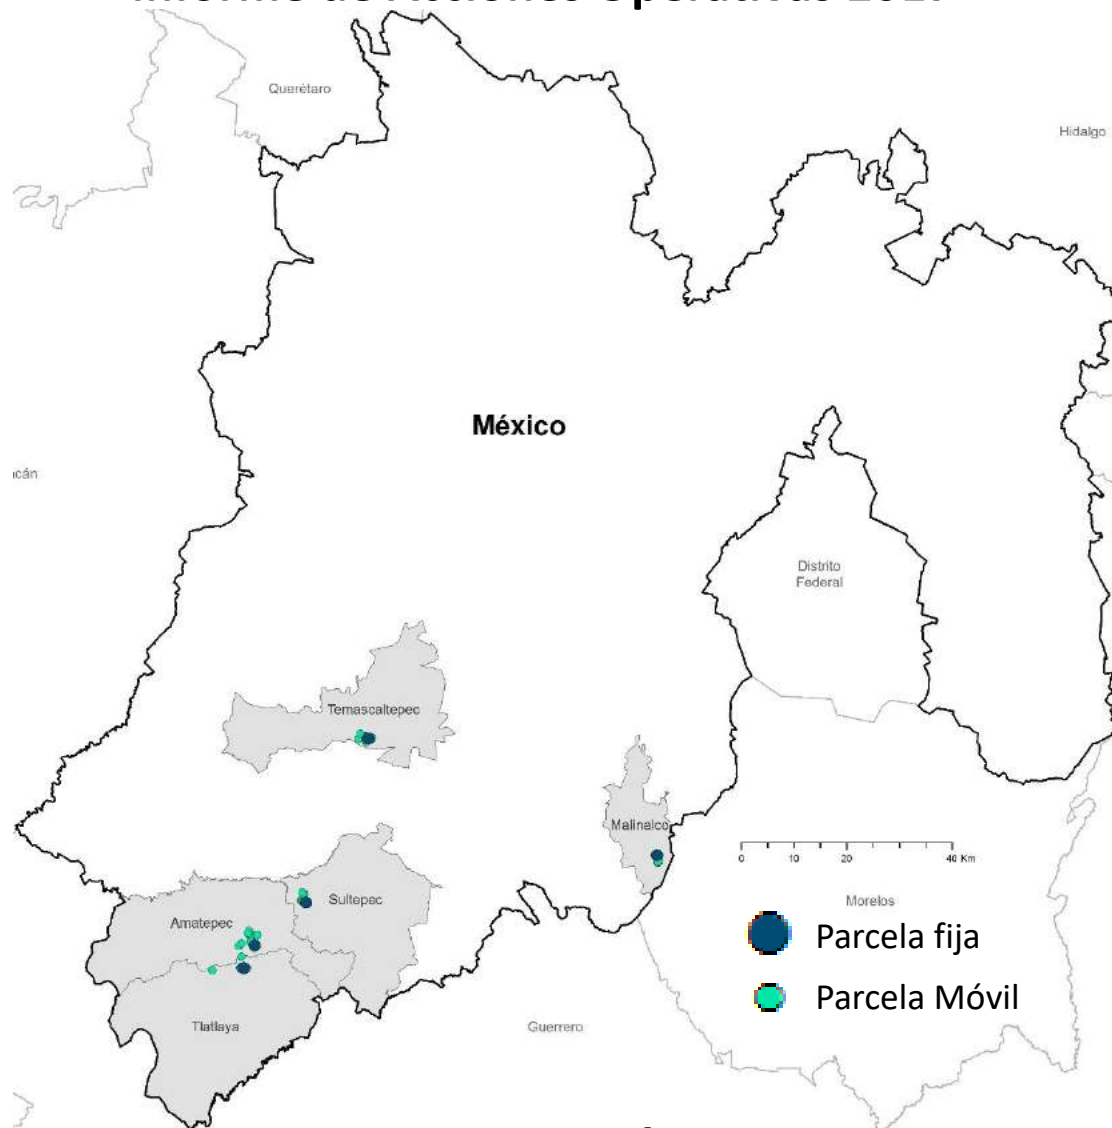 Querétaro
Hidalgo
México
icán
Distrito
Federal
Temascaltepec
Malinalco
0 10 20 40 Km
Sultepec
Morelos
Amatepec
Parcela fija
Parcela Móvil
Tlatlaya
Guerrero